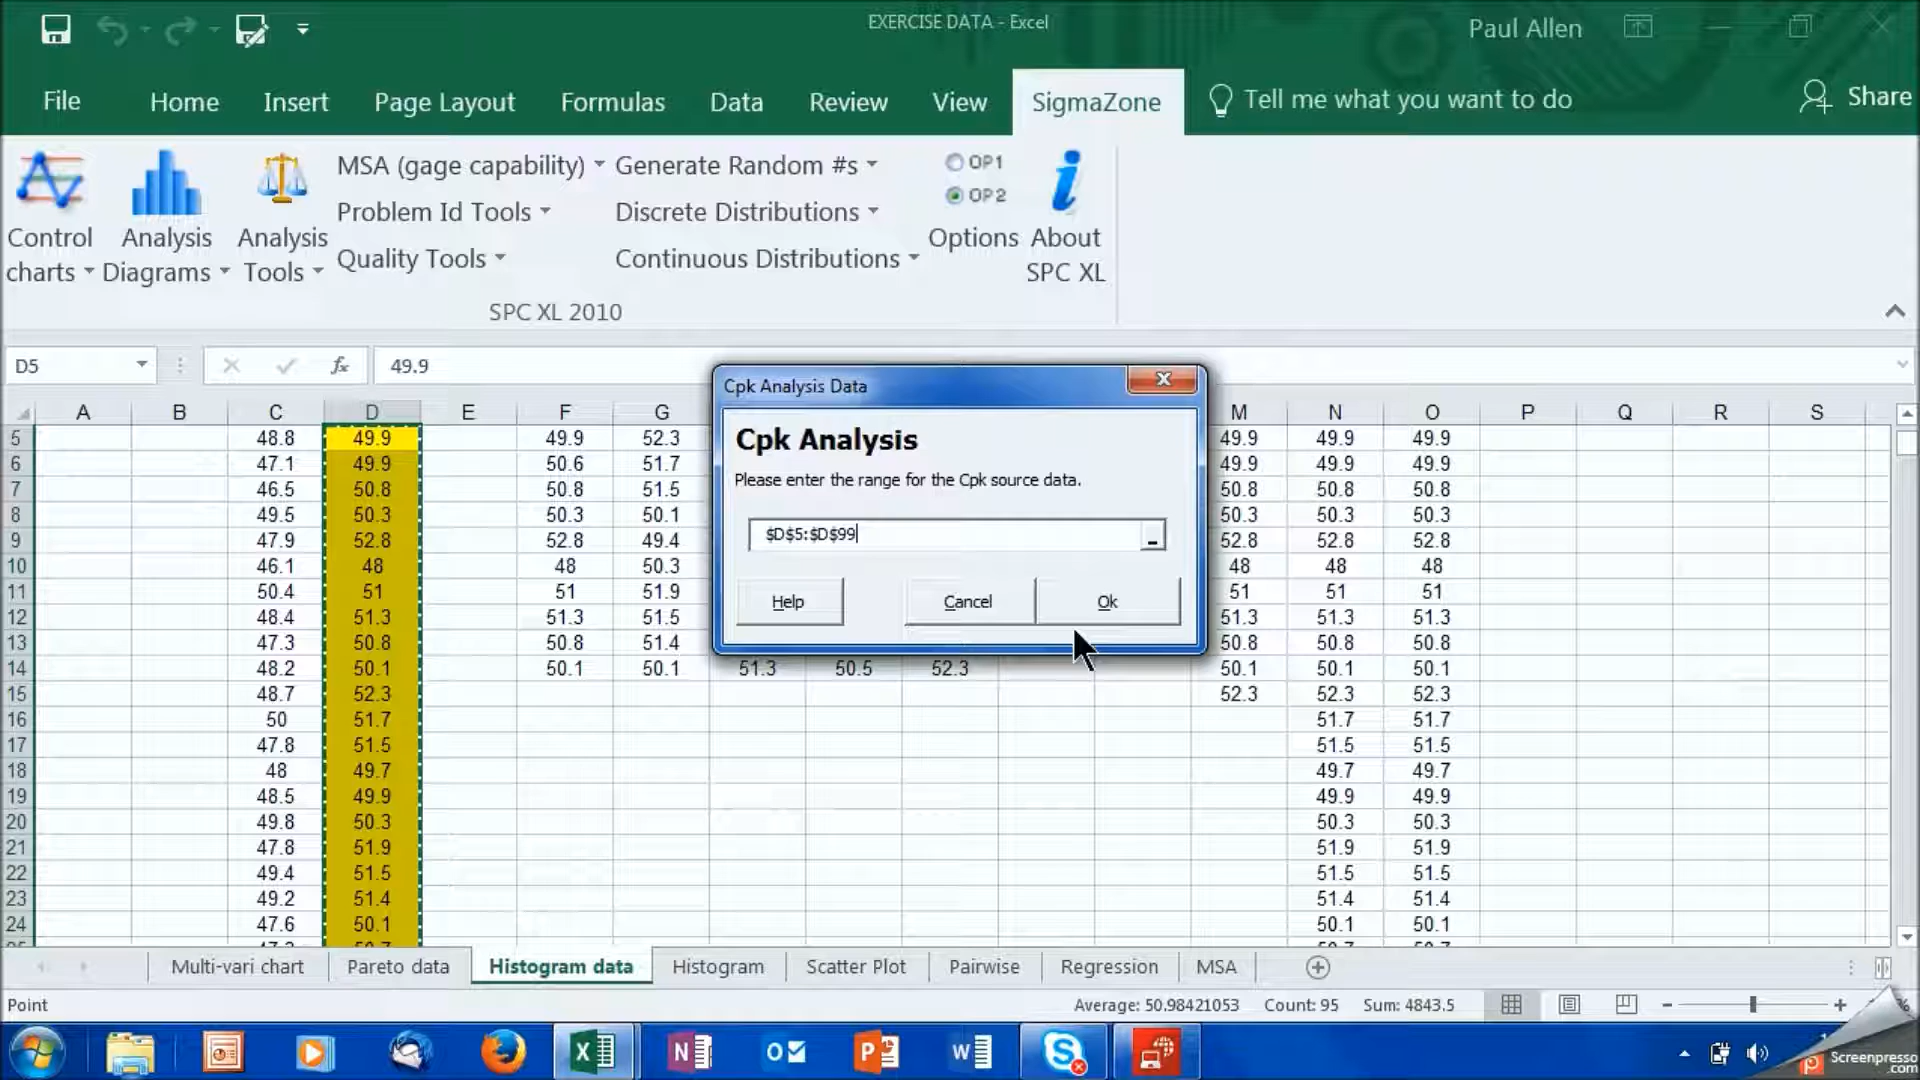 EXERCISE DATA - Excel
Paul Allen
File Home Insert Page Layout Formulas Data Review View SigmaZone Tell me what you want to do Share
Control charts
Analysis Diagrams
Analysis Tools
MSA (gage capability)
Problem Id Tools
Quality Tools
Generate Random #s
Discrete Distributions
Continuous Distributions
OP1
OP2
Options
About SPC XL
SPC XL 2010
D5 fx 49.9
Cpk Analysis Data
Cpk Analysis
Please enter the range for the Cpk source data.
$D$5:$D$99
Help Cancel Ok
A B C D E F G M N O P Q R S
5 48.8 49.9 49.9 52.3 49.9 49.9 49.9
6 47.1 49.9 50.6 51.7 49.9 49.9 49.9
7 46.5 50.8 50.8 51.5 50.8 50.8 50.8
8 49.5 50.3 50.3 50.1 50.3 50.3 50.3
9 47.9 52.8 52.8 49.4 52.8 52.8 52.8
10 46.1 48 48 50.3 48 48 48
11 50.4 51 51 51.9 51 51 51
12 48.4 51.3 51.3 51.5 51.3 51.3 51.3
13 47.3 50.8 50.8 51.4 50.8 50.8 50.8
14 48.2 50.1 50.1 50.1 51.3 50.5 52.3 50.1 50.1 50.1
15 48.7 52.3 52.3 52.3 52.3
16 50 51.7 51.7 51.7
17 47.8 51.5 51.5 51.5
18 48 49.7 49.7 49.7
19 48.5 49.9 49.9 49.9
20 49.8 50.3 50.3 50.3
21 47.8 51.9 51.9 51.9
22 49.4 51.5 51.5 51.5
23 49.2 51.4 51.4 51.4
24 47.6 50.1 50.1 50.1
Multi-vari chart Pareto data Histogram data Histogram Scatter Plot Pairwise Regression MSA
Point Average: 50.98421053 Count: 95 Sum: 4843.5
Screenpresso
.com